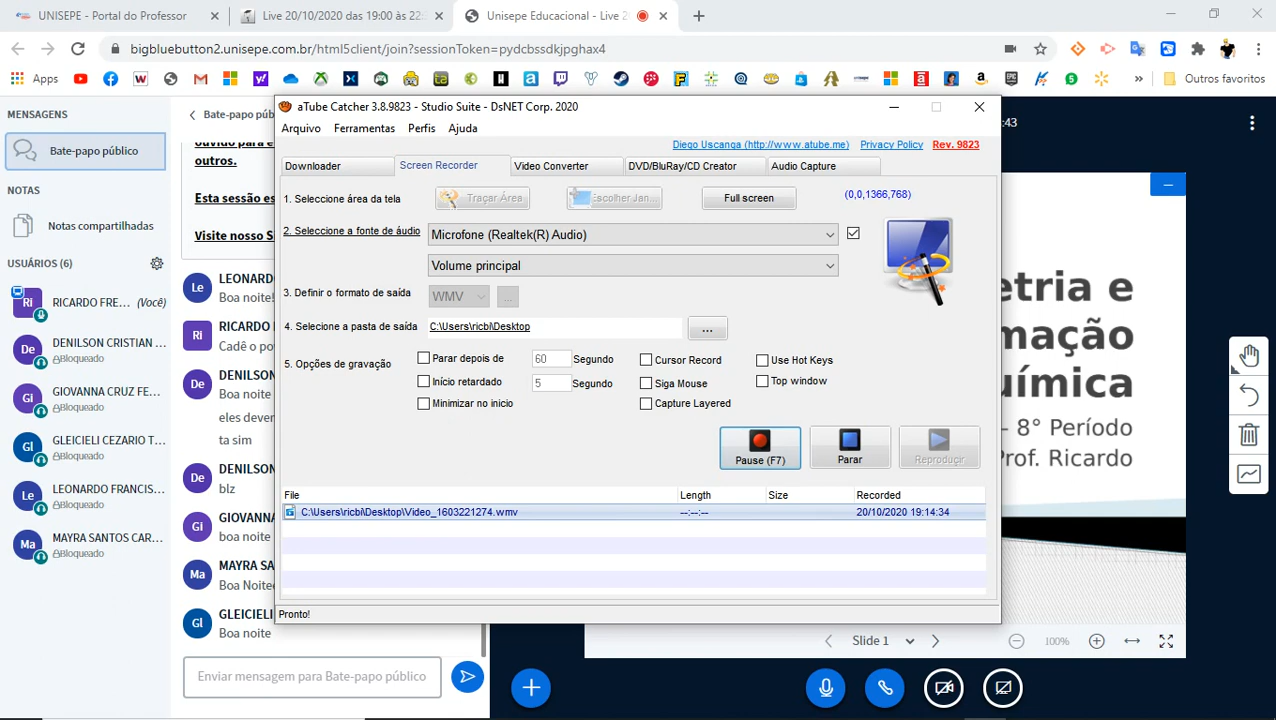 UNISEPE - Portal do Professor
Live 20/10/2020 das 19:00 às 22:
Unisepe Educacional - Live 2
bigbluebutton2.unisepe.com.br/html5client/join?sessionToken=pydcbssdkjpghax4
Apps
Outros favoritos
MENSAGENS
Bate-papo público
NOTAS
Notas compartilhadas
USUÁRIOS (6)
RICARDO FRE... (Você)
DENILSON CRISTIAN ...
Bloqueado
GIOVANNA CRUZ FE...
Bloqueado
GLEICIELI CEZARIO T...
Bloqueado
LEONARDO FRANCIS...
Bloqueado
MAYRA SANTOS CAR...
Bloqueado
Bate-papo púb
ouvido para e
outros.
Esta sessão es
Visite nosso S
LEONAR
Boa noite!
RICARDO
Cadê o po
DENILSO
Boa noite
eles dever
ta sim
DENILSO
blz
GIOVANN
boa noite
MAYRA SA
Boa Noite
GLEICIELI
Boa noite
Enviar mensagem para Bate-papo público
aTube Catcher 3.8.9823 - Studio Suite - DsNET Corp. 2020
Arquivo Ferramentas Perfis Ajuda
Diego Uscanga (http://www.atube.me) Privacy Policy Rev. 9823
Downloader Screen Recorder Video Converter DVD/BluRay/CD Creator Audio Capture
1. Seleccione área da tela Traçar Área Escolher Jan... Full screen (0,0,1366,768)
2. Seleccione a fonte de áudio Microfone (Realtek(R) Audio)
Volume principal
3. Definir o formato de saída WMV ...
4. Selecione a pasta de saída C:\Users\ricbi\Desktop ...
5. Opções de gravação Parar depois de 60 Segundo Cursor Record Use Hot Keys
Início retardado 5 Segundo Siga Mouse Top window
Minimizar no inicio Capture Layered
Pause (F7) Parar Reproduçir
File Length Size Recorded
C:\Users\ricbi\Desktop\Video_1603221274.wmv --:--:-- 20/10/2020 19:14:34
Pronto!
:43
etria e
mação
uímica
– 8° Período
Prof. Ricardo
Slide 1
100%